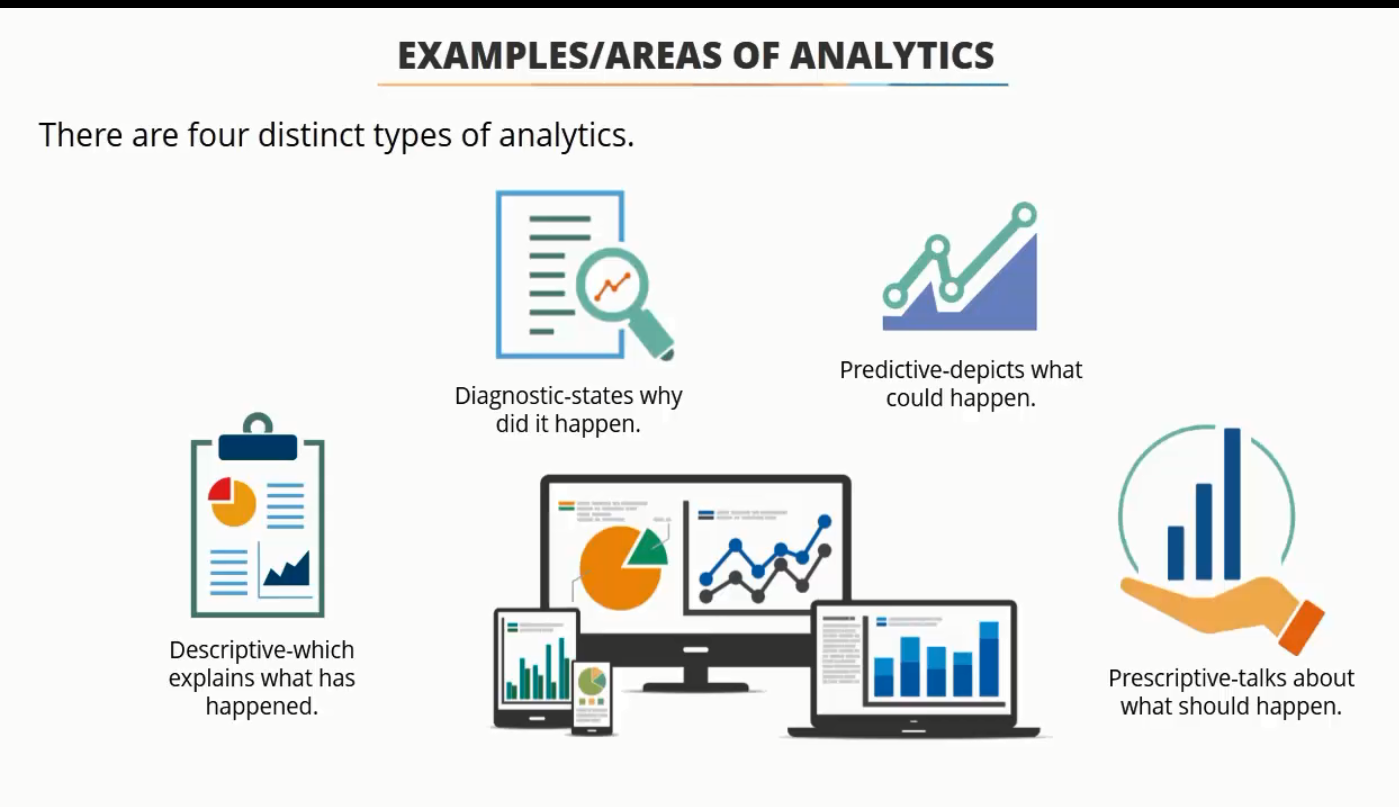 EXAMPLES/AREAS OF ANALYTICS
There are four distinct types of analytics.
Diagnostic-states why
did it happen.
Predictive-depicts what
could happen.
Descriptive-which
explains what has
happened.
Prescriptive-talks about
what should happen.